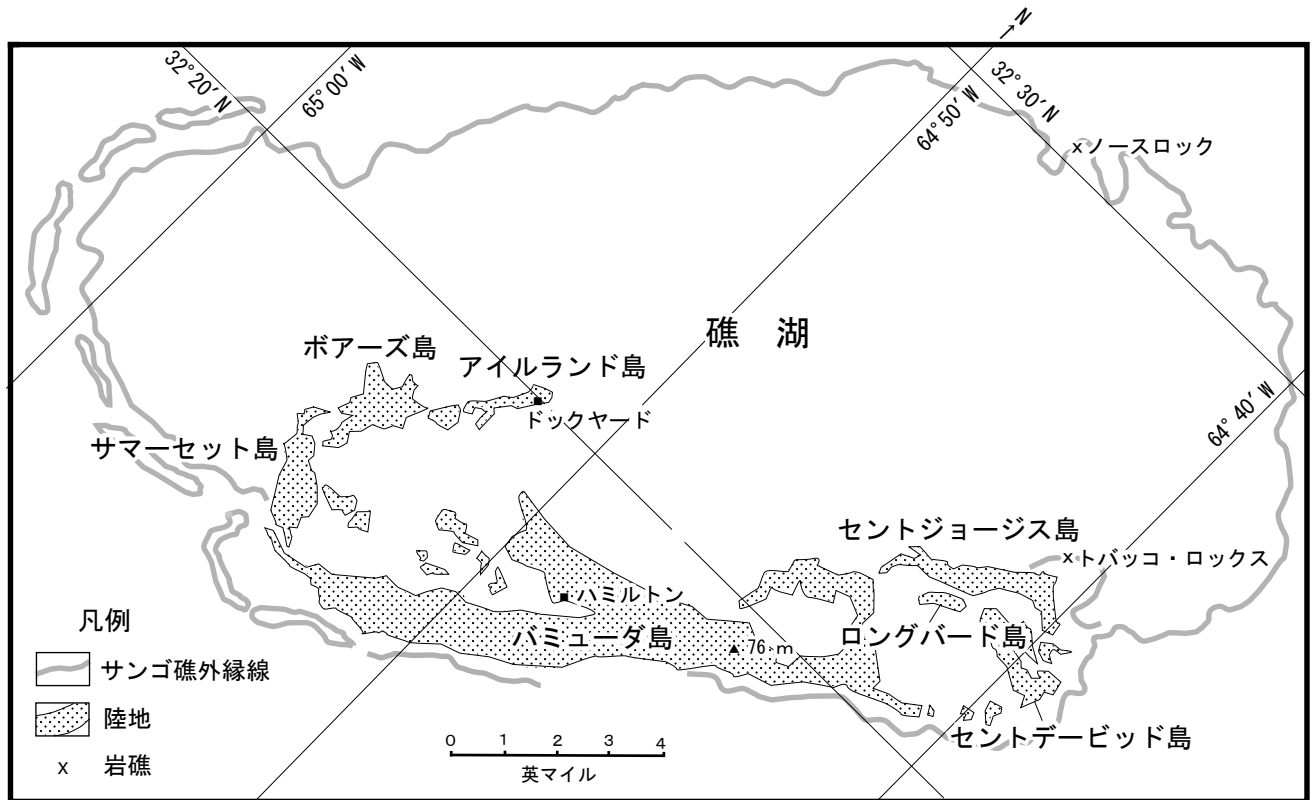 N
32°20′N
65°00′W
64°50′W
32°30′N
xノースロック
礁 湖
ボアーズ島
アイルランド島
ドックヤード
64°40′W
サマーセット島
セントジョージス島
xトバッコ・ロックス
ハミルトン
バミューダ島
76 m
ロングバード島
セントデービッド島
凡例
サンゴ礁外縁線
陸地
x 岩礁
0 1 2 3 4
英マイル